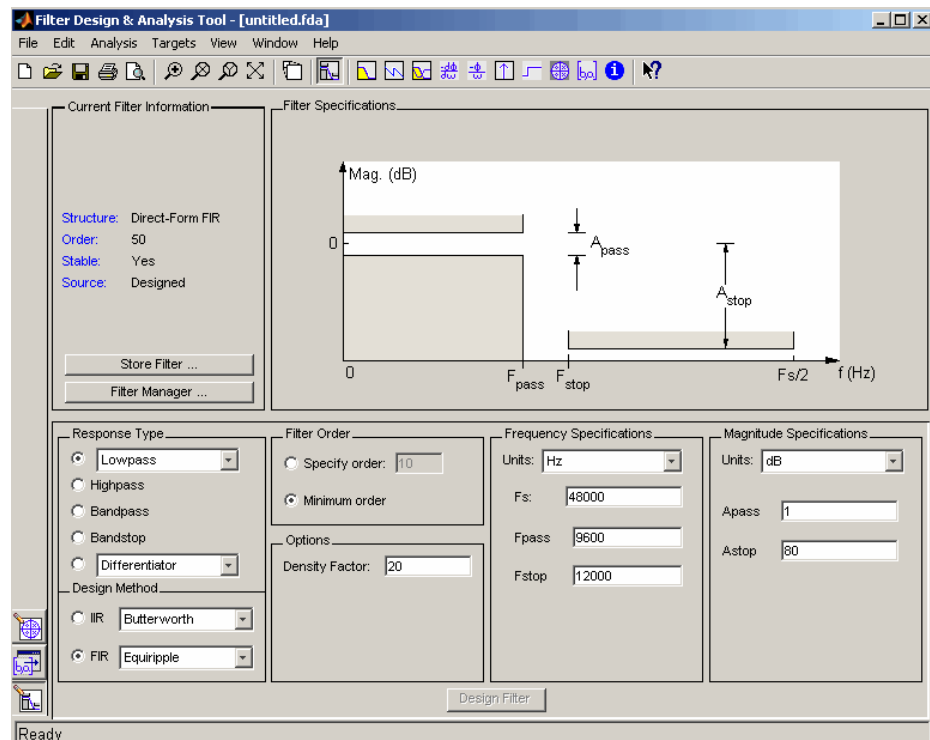 Filter Design & Analysis Tool - [untitled.fda]
File Edit Analysis Targets View Window Help
Current Filter Information
Structure: Direct-Form FIR
Order: 50
Stable: Yes
Source: Designed
Store Filter ...
Filter Manager ...
Filter Specifications
Mag. (dB)
0
Apass
Astop
0
Fpass
Fstop
Fs/2
f (Hz)
Response Type
Lowpass
Highpass
Bandpass
Bandstop
Differentiator
Design Method
IIR Butterworth
FIR Equiripple
Filter Order
Specify order: 10
Minimum order
Options
Density Factor: 20
Frequency Specifications
Units: Hz
Fs: 48000
Fpass 9600
Fstop 12000
Magnitude Specifications
Units: dB
Apass 1
Astop 80
Design Filter
Ready